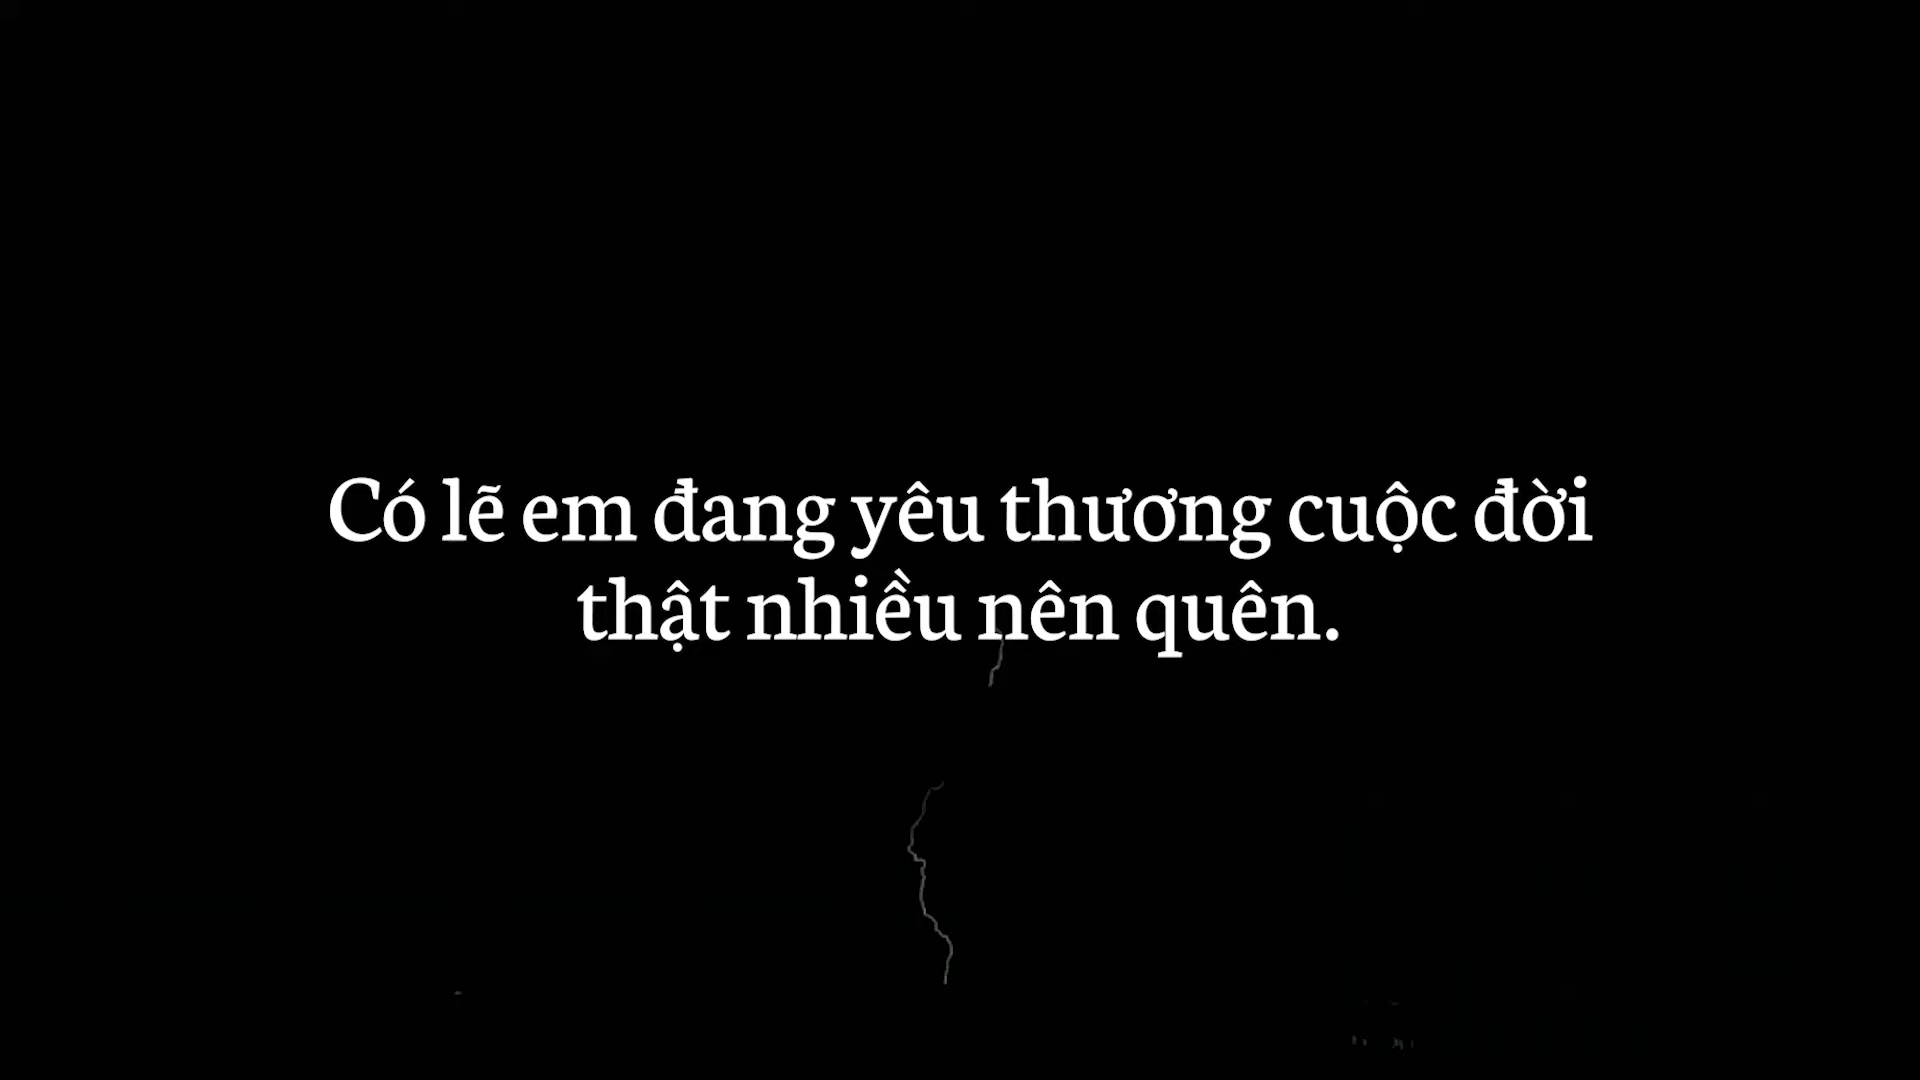 Có lẽ em đang yêu thương cuộc đời
thật nhiều nên quên.